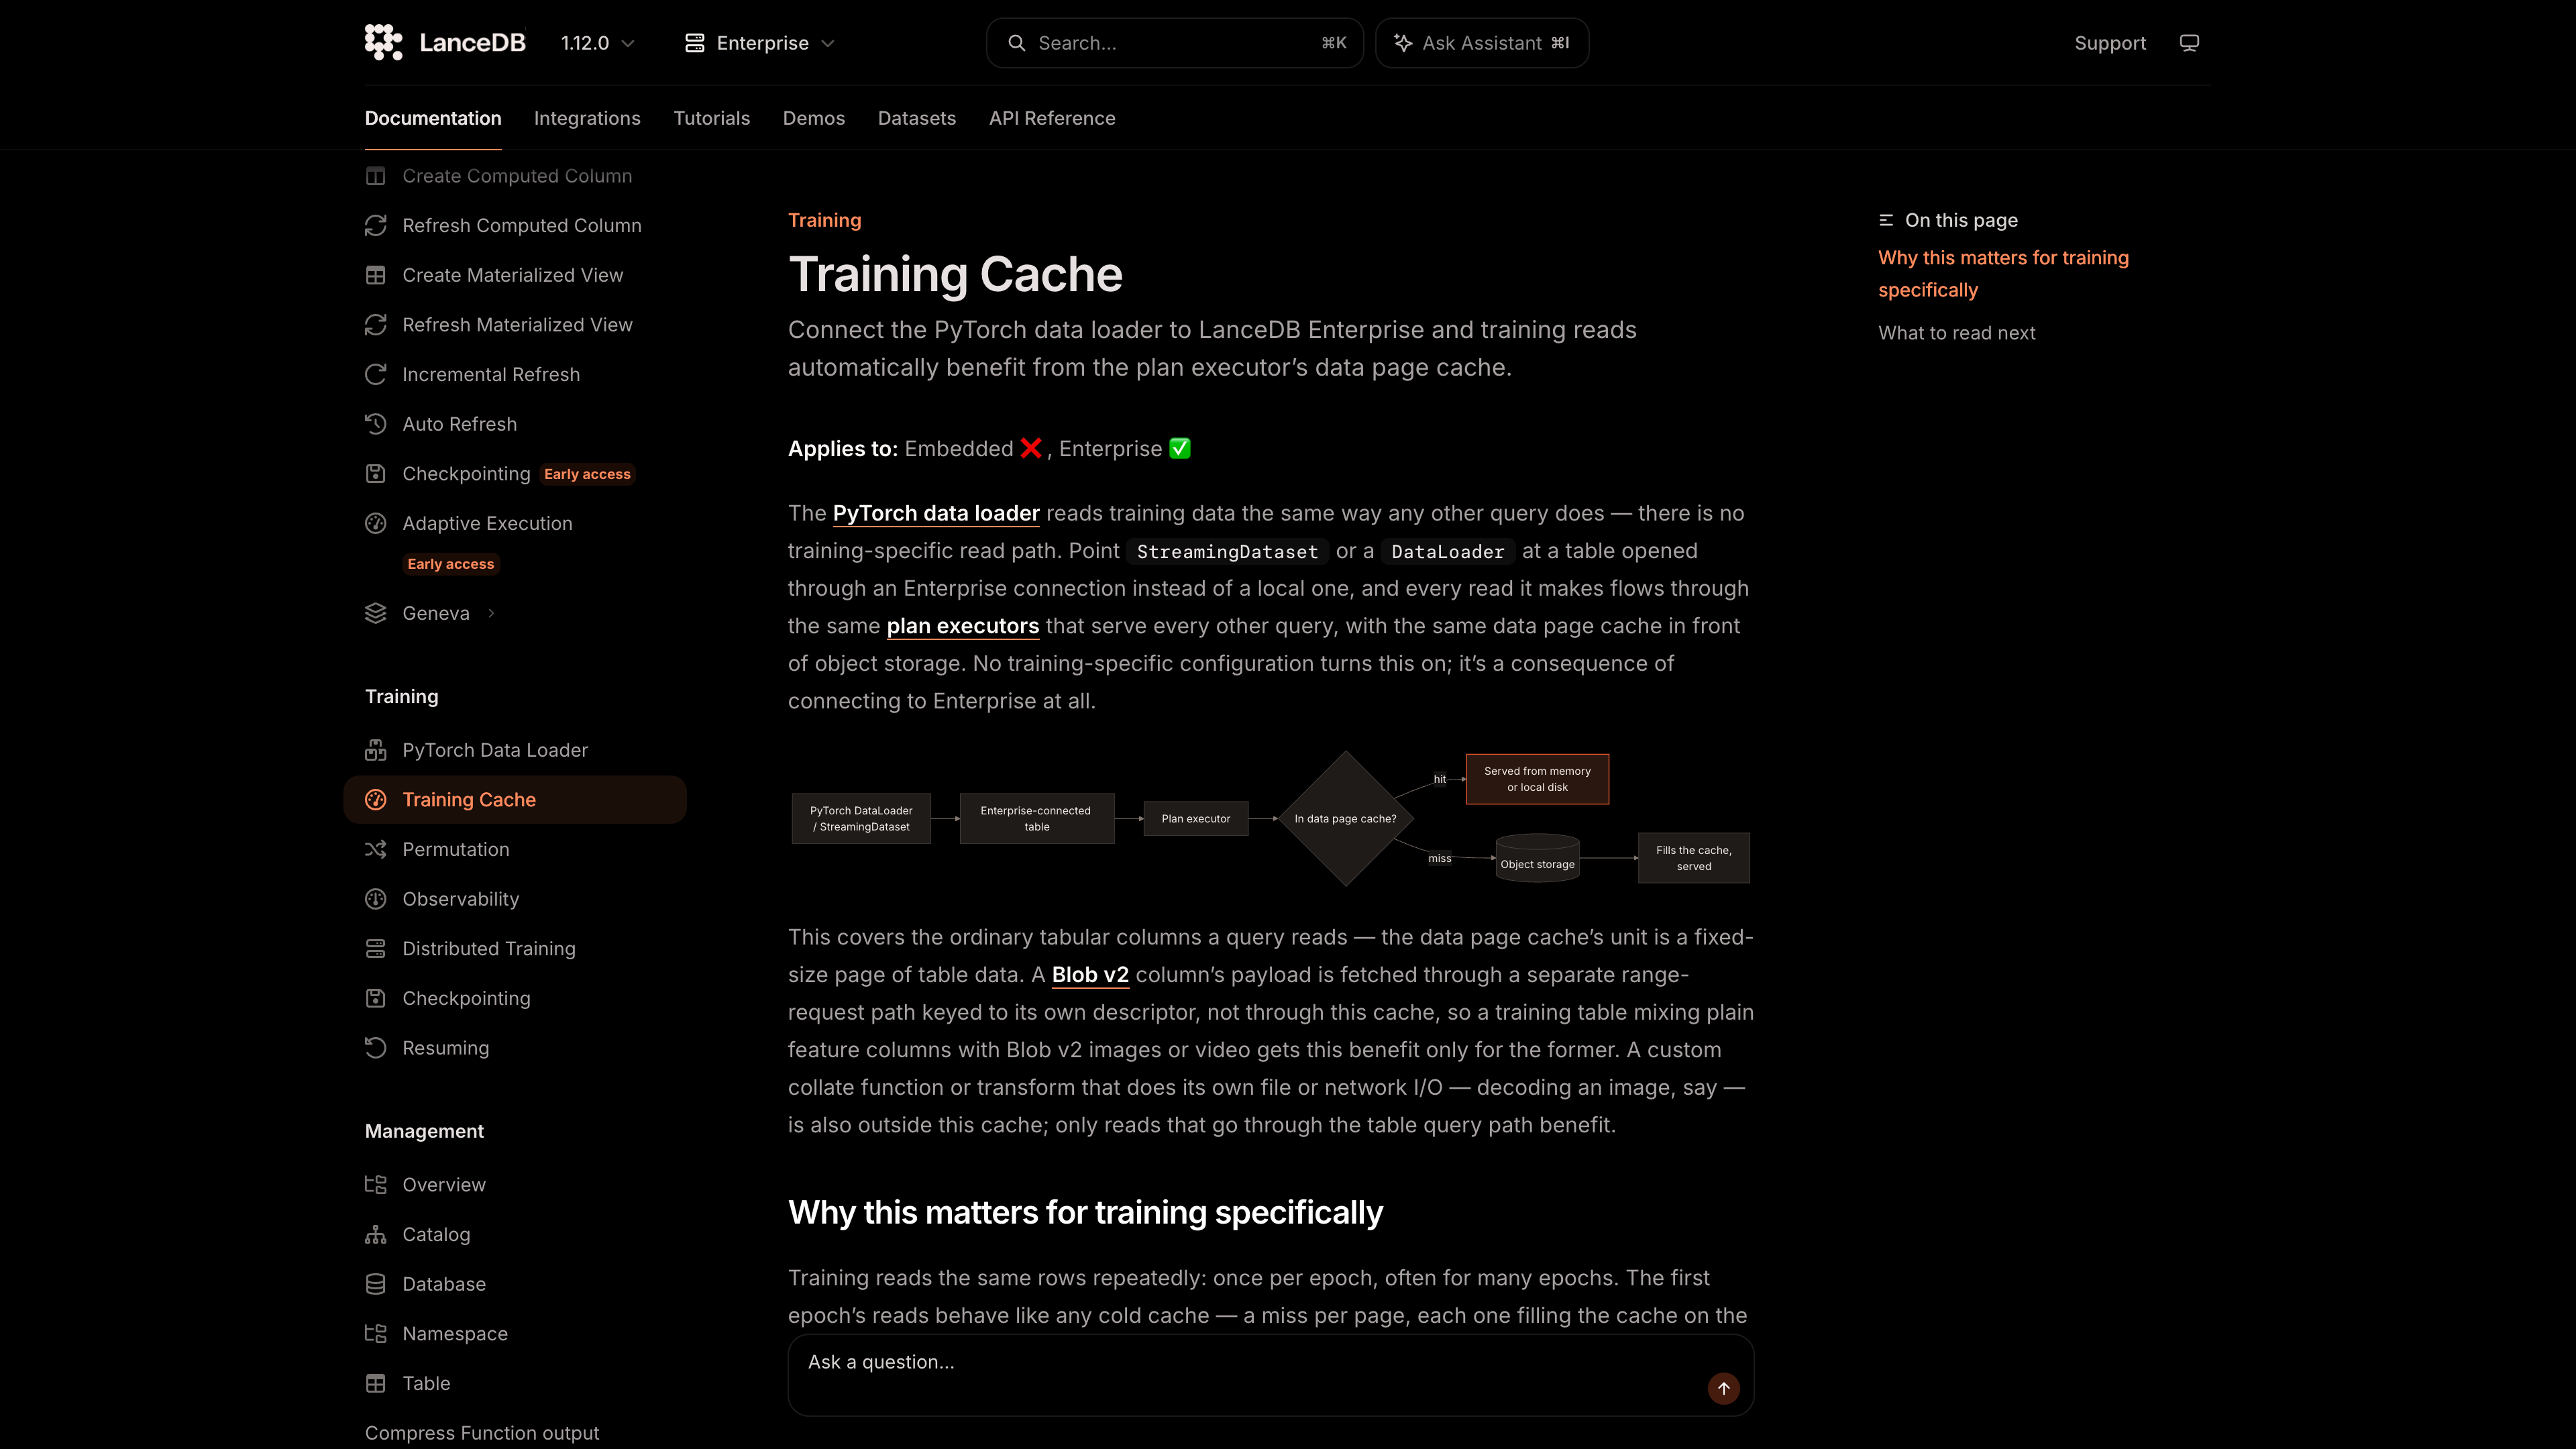 LanceDB
1.12.0
Enterprise
Search...
⌘K
Ask Assistant ⌘I
Support
Documentation
Integrations
Tutorials
Demos
Datasets
API Reference
Create Computed Column
Refresh Computed Column
Create Materialized View
Refresh Materialized View
Incremental Refresh
Auto Refresh
Checkpointing Early access
Adaptive Execution
Early access
Geneva
Training
PyTorch Data Loader
Training Cache
Permutation
Observability
Distributed Training
Checkpointing
Resuming
Management
Overview
Catalog
Database
Namespace
Table
Compress Function output
Training
Training Cache
Connect the PyTorch data loader to LanceDB Enterprise and training reads
automatically benefit from the plan executor’s data page cache.
Applies to: Embedded ❌ , Enterprise ✅
The PyTorch data loader reads training data the same way any other query does — there is no
training-specific read path. Point StreamingDataset or a DataLoader at a table opened
through an Enterprise connection instead of a local one, and every read it makes flows through
the same plan executors that serve every other query, with the same data page cache in front
of object storage. No training-specific configuration turns this on; it’s a consequence of
connecting to Enterprise at all.
PyTorch DataLoader
/ StreamingDataset
Enterprise-connected
table
Plan executor
In data page cache?
hit
Served from memory
or local disk
miss
Object storage
Fills the cache,
served
This covers the ordinary tabular columns a query reads — the data page cache’s unit is a fixed-
size page of table data. A Blob v2 column’s payload is fetched through a separate range-
request path keyed to its own descriptor, not through this cache, so a training table mixing plain
feature columns with Blob v2 images or video gets this benefit only for the former. A custom
collate function or transform that does its own file or network I/O — decoding an image, say —
is also outside this cache; only reads that go through the table query path benefit.
Why this matters for training specifically
Training reads the same rows repeatedly: once per epoch, often for many epochs. The first
epoch’s reads behave like any cold cache — a miss per page, each one filling the cache on the
Ask a question...
On this page
Why this matters for training
specifically
What to read next